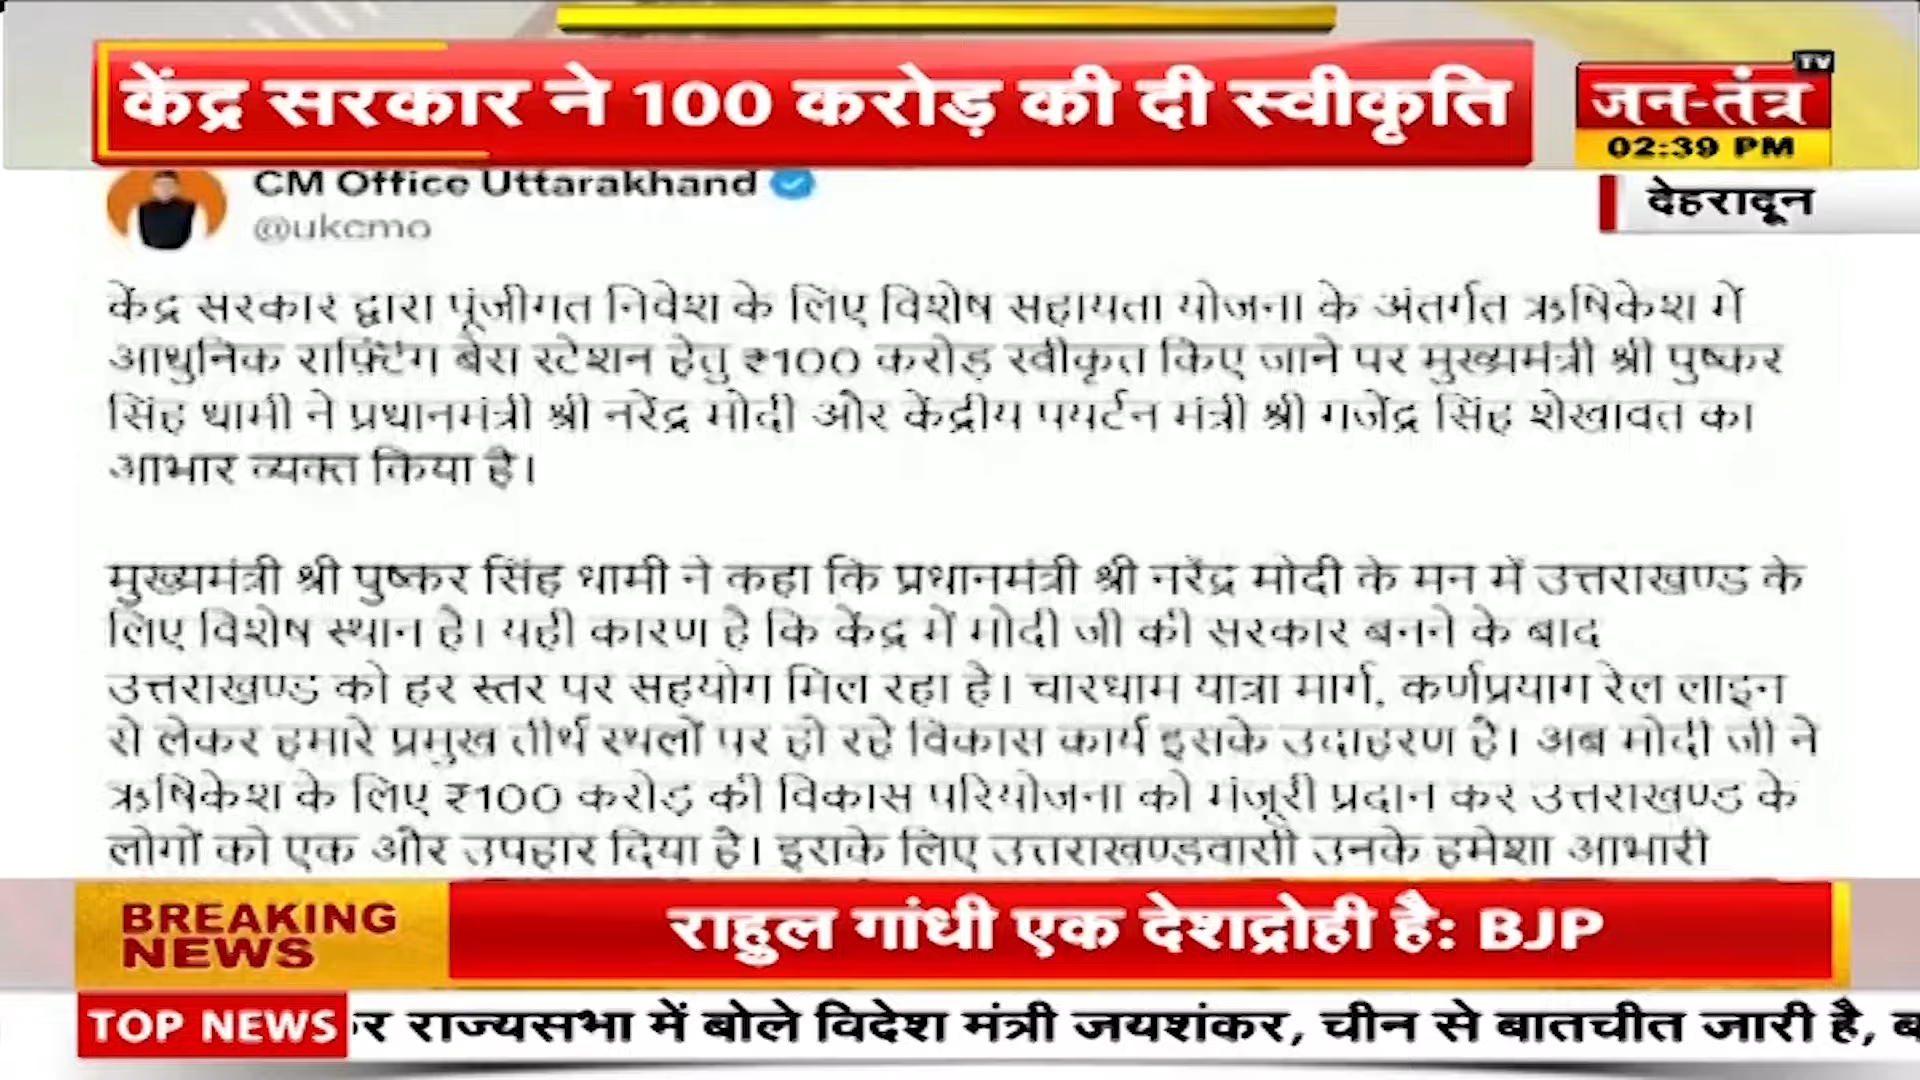 केंद्र सरकार ने 100 करोड़ की दी स्वीकृति
जन-तंत्र TV
02:39 PM
देहरादून
CM Office Uttarakhand
@ukcmo
केंद्र सरकार द्वारा पूंजीगत निवेश के लिए विशेष सहायता योजना के अंतर्गत ऋषिकेश में
आधुनिक राफ्टिंग बेस स्टेशन हेतु ₹100 करोड़ स्वीकृत किए जाने पर मुख्यमंत्री श्री पुष्कर
सिंह धामी ने प्रधानमंत्री श्री नरेंद्र मोदी और केंद्रीय पयर्टन मंत्री श्री गजेंद्र सिंह शेखावत का
आभार व्यक्त किया है।
मुख्यमंत्री श्री पुष्कर सिंह धामी ने कहा कि प्रधानमंत्री श्री नरेंद्र मोदी के मन में उत्तराखण्ड के
लिए विशेष स्थान है। यही कारण है कि केंद्र में मोदी जी की सरकार बनने के बाद
उत्तराखण्ड को हर स्तर पर सहयोग मिल रहा है। चारधाम यात्रा मार्ग, कर्णप्रयाग रेल लाइन
से लेकर हमारे प्रमुख तीर्थ स्थलों पर हो रहे विकास कार्य इसके उदाहरण है। अब मोदी जी ने
ऋषिकेश के लिए ₹100 करोड़ की विकास परियोजना को मंजूरी प्रदान कर उत्तराखण्ड के
लोगों को एक और उपहार दिया है। इसके लिए उत्तराखण्डवासी उनके हमेशा आभारी
BREAKING NEWS
राहुल गांधी एक देशद्रोही है: BJP
TOP NEWS
राज्यसभा में बोले विदेश मंत्री जयशंकर, चीन से बातचीत जारी है,